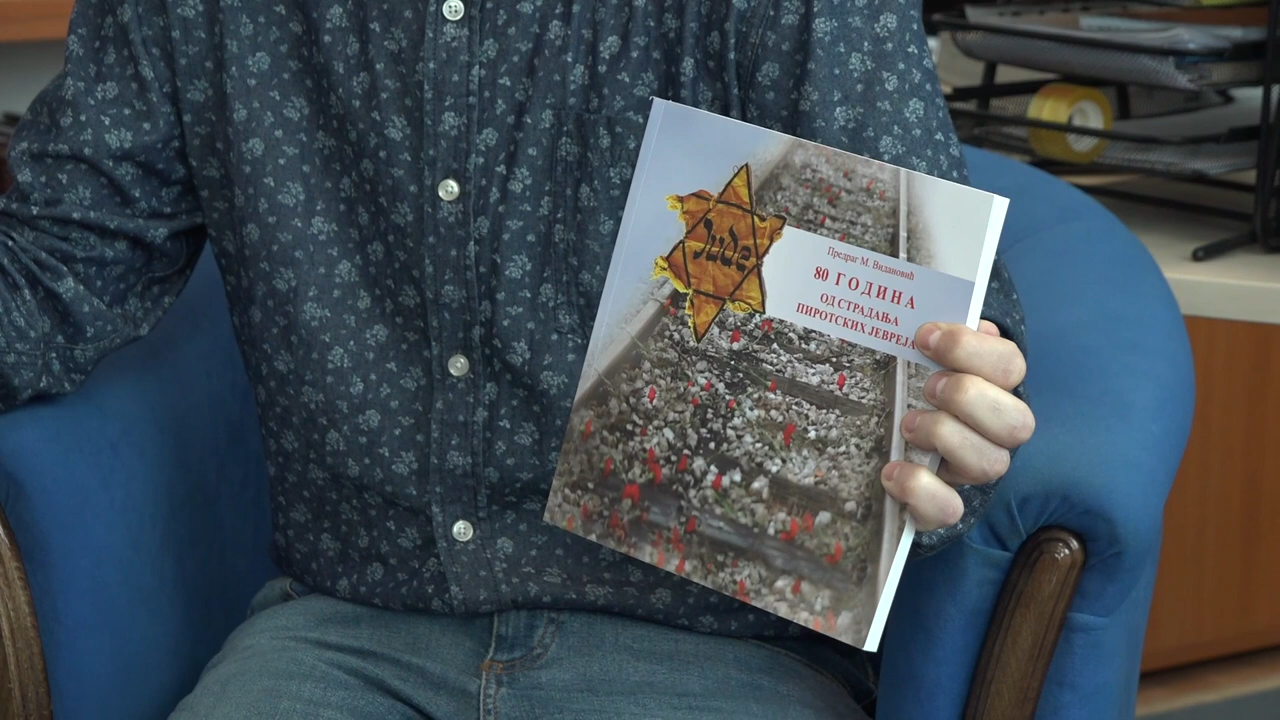 Jude
Предраг М. Видановић
80 ГОДИНА
ОД СТРАДАЊА
ПИРОТСКИХ ЈЕВРЕЈА